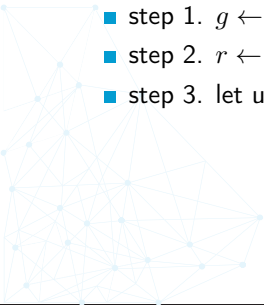 step 1. g ←
step 2. r ←
step 3. let u